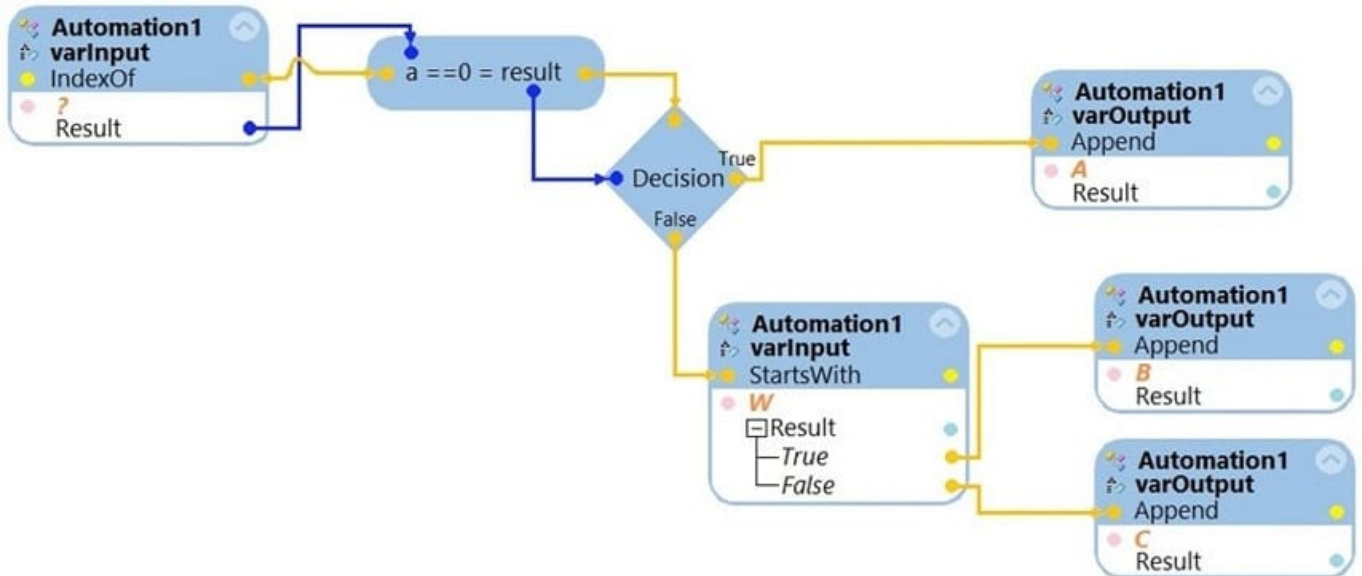 Automation1
varInput
IndexOf
?
Result
a ==0 = result
Decision
True
False
Automation1
varOutput
Append
A
Result
Automation1
varInput
StartsWith
W
Result
True
False
Automation1
varOutput
Append
B
Result
Automation1
varOutput
Append
C
Result